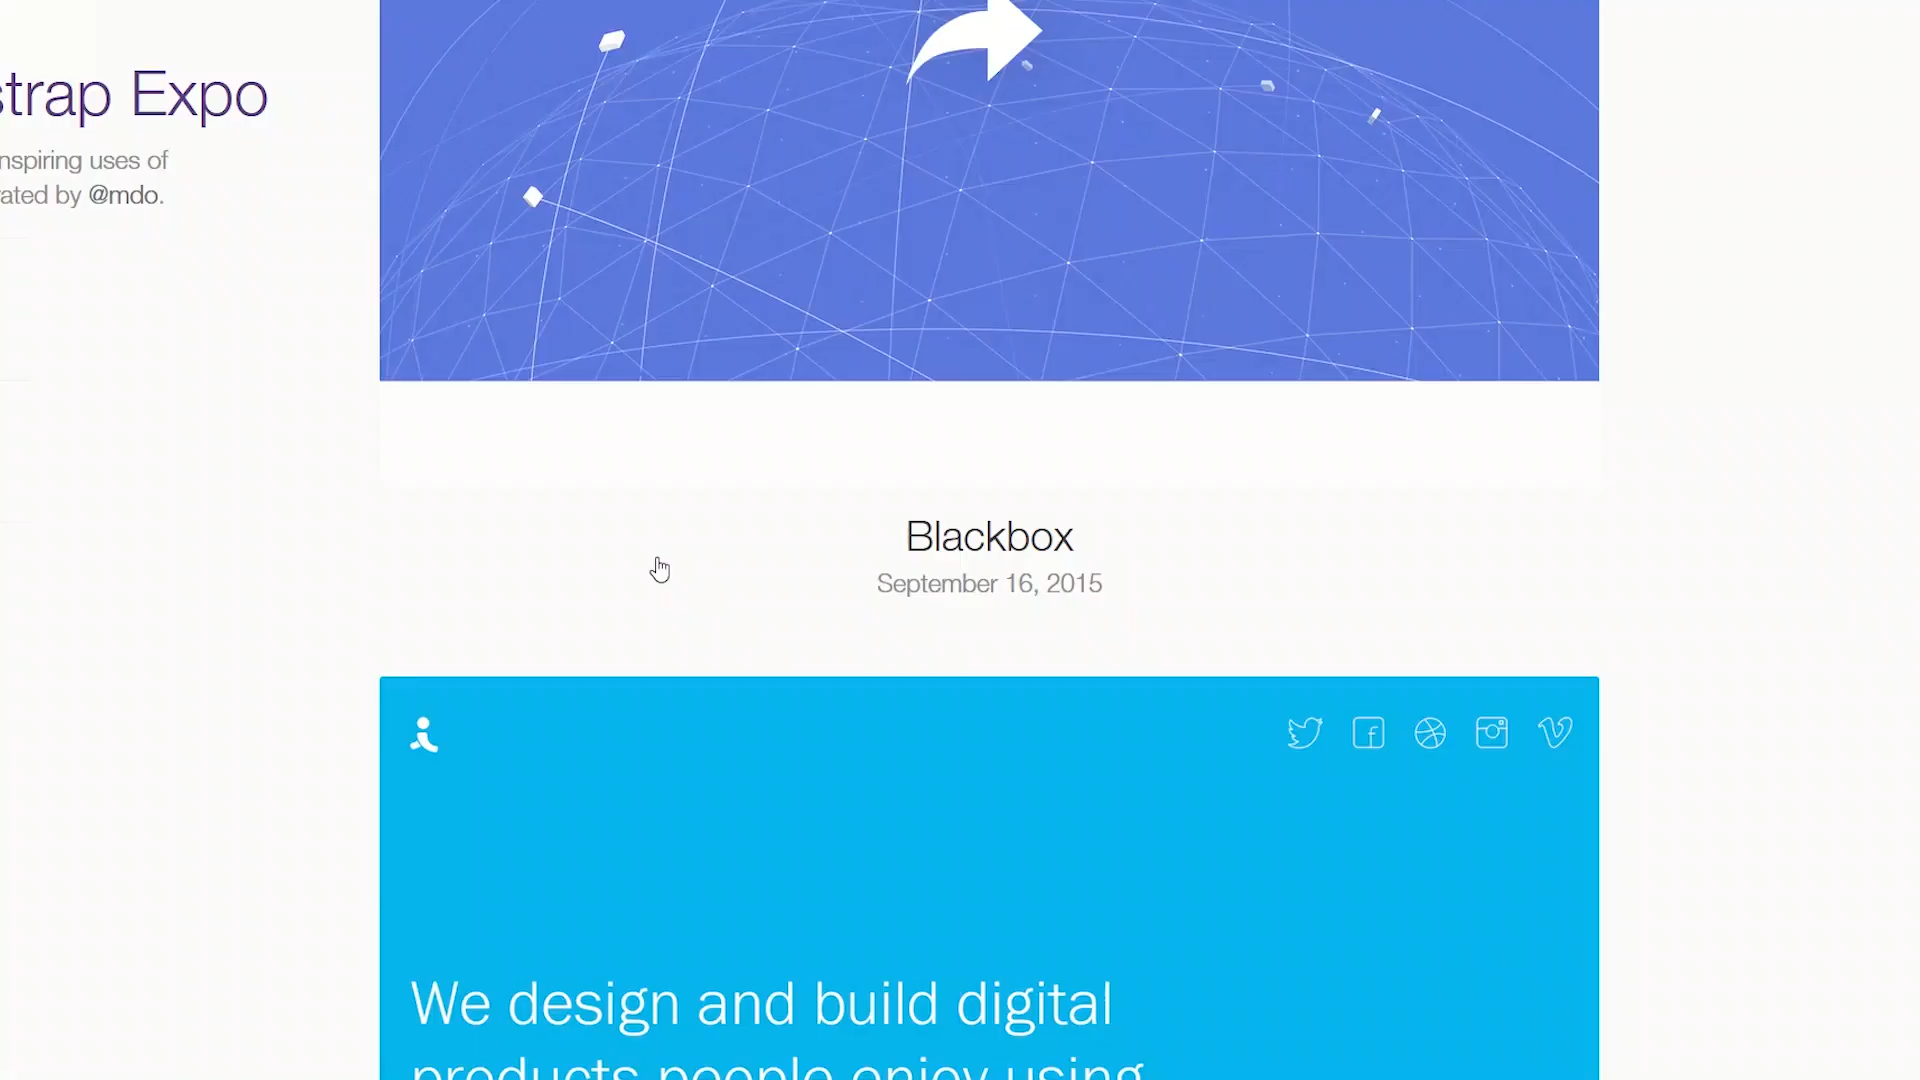 strap Expo
nspiring uses of
ated by @mdo.
Blackbox
September 16, 2015
We design and build digital
products people enjoy using